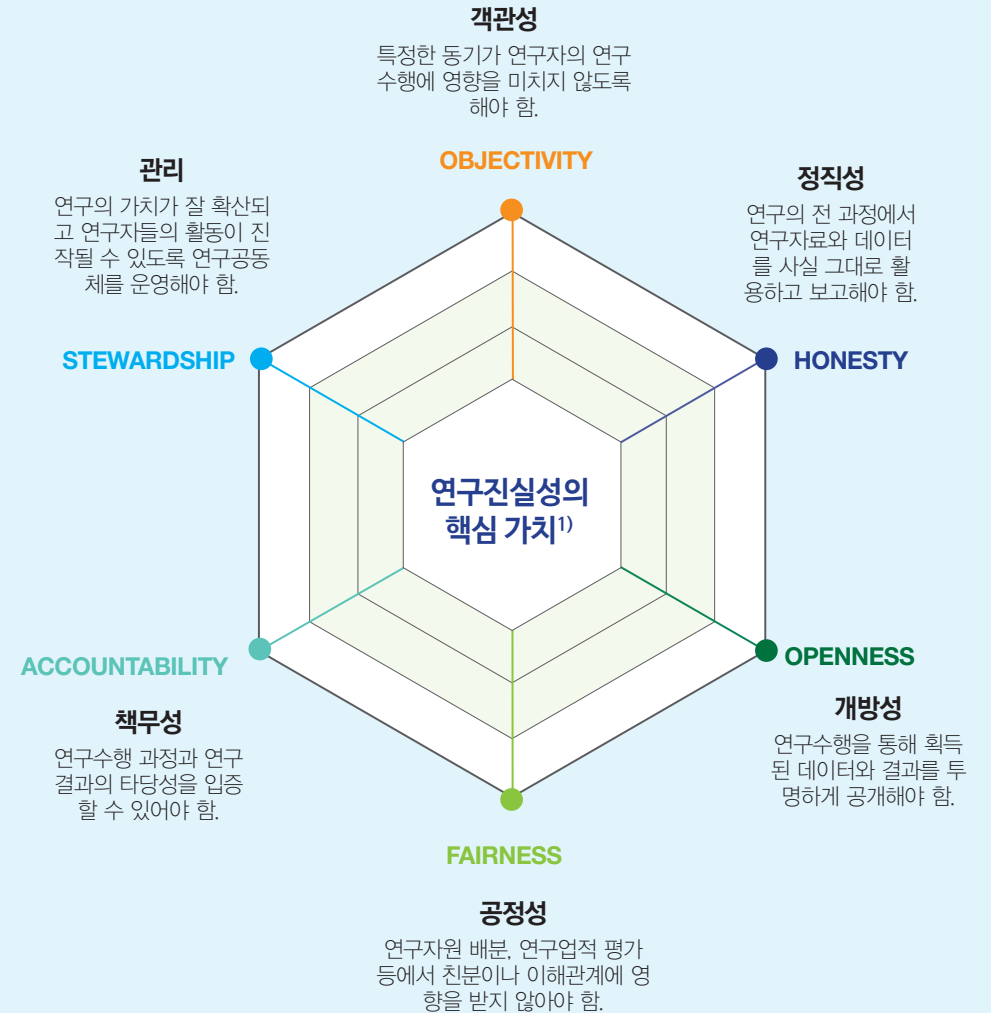 객관성
특정한 동기가 연구자의 연구
수행에 영향을 미치지 않도록
해야 함.
OBJECTIVITY
관리
연구의 가치가 잘 확산되
고 연구자들의 활동이 진
작될 수 있도록 연구공동
체를 운영해야 함.
STEWARDSHIP
정직성
연구의 전 과정에서
연구자료와 데이터
를 사실 그대로 활
용하고 보고해야 함.
HONESTY
연구진실성의
핵심 가치1)
ACCOUNTABILITY
책무성
연구수행 과정과 연구
결과의 타당성을 입증
할 수 있어야 함.
OPENNESS
개방성
연구수행을 통해 획득
된 데이터와 결과를 투
명하게 공개해야 함.
FAIRNESS
공정성
연구자원 배분, 연구업적 평가
등에서 친분이나 이해관계에 영
향을 받지 않아야 함.